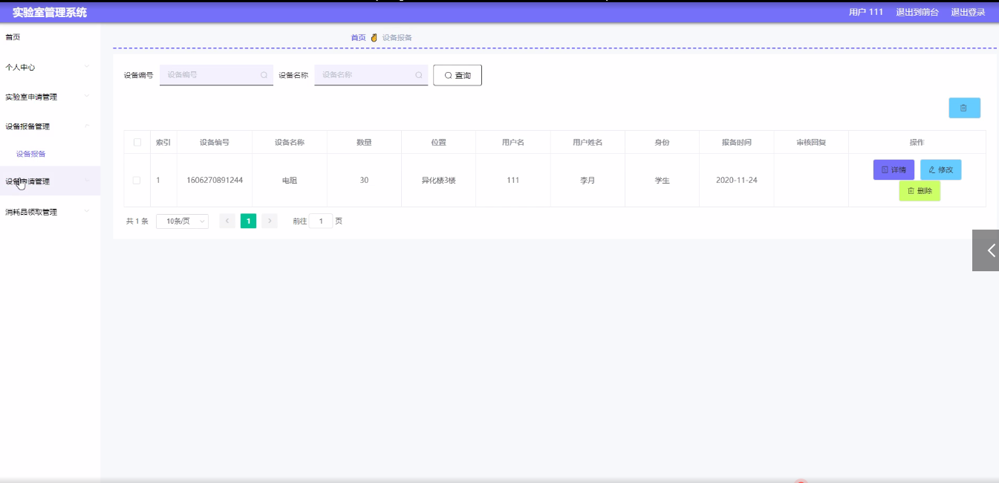 实验室管理系统
用户 111 退出到前台 退出登录
首页
个人中心
实验室申请管理
设备报备管理
设备报备
设备申请管理
消耗品领取管理
首页 设备报备
设备编号 设备编号 设备名称 设备名称 查询
索引 设备编号 设备名称 数量 位置 用户名 用户姓名 身份 报备时间 审核回复 操作
1 1606270891244 电阻 30 异化楼3楼 111 李月 学生 2020-11-24 详情 修改
删除
共 1 条 10条/页 1 前往 1 页